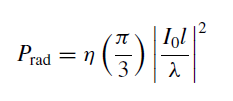 P_rad = η (π/3) |I₀l/λ|²